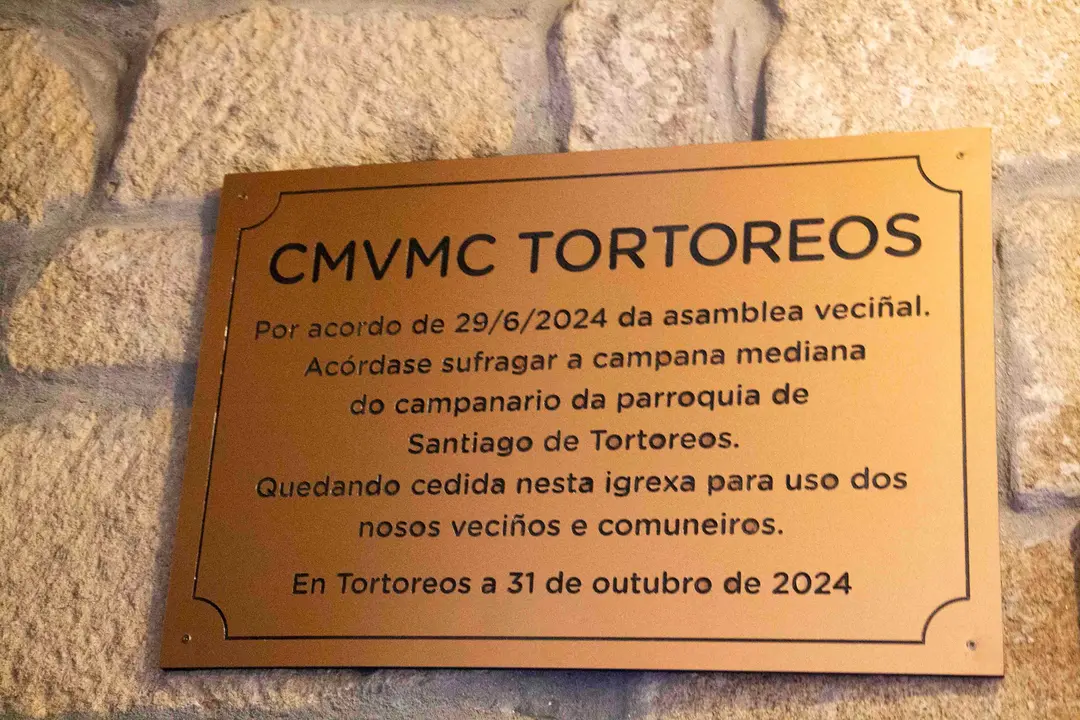 CMVMC TORTOREOS
Por acordo de 29/6/2024 da asamblea veciñal.
Acórdase sufragar a campana mediana
do campanario da parroquia de
Santiago de Tortoreos.
Quedando cedida nesta igrexa para uso dos
nosos veciños e comuneiros.
En Tortoreos a 31 de outubro de 2024